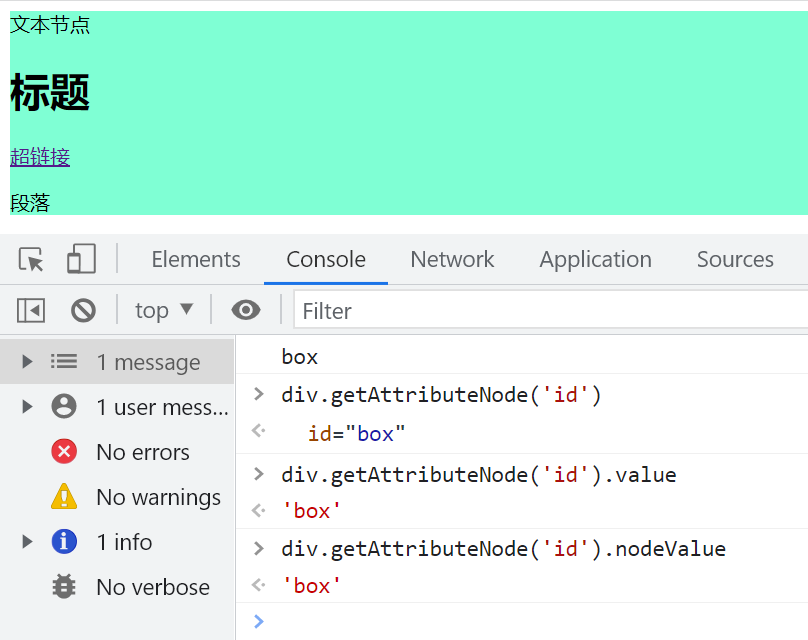 文本节点
标题
超链接
段落
Elements Console Network Application Sources
top ▼ Filter
1 message
1 user mess...
No errors
No warnings
1 info
No verbose
box
> div.getAttributeNode('id')
id="box"
> div.getAttributeNode('id').value
'box'
> div.getAttributeNode('id').nodeValue
'box'
>